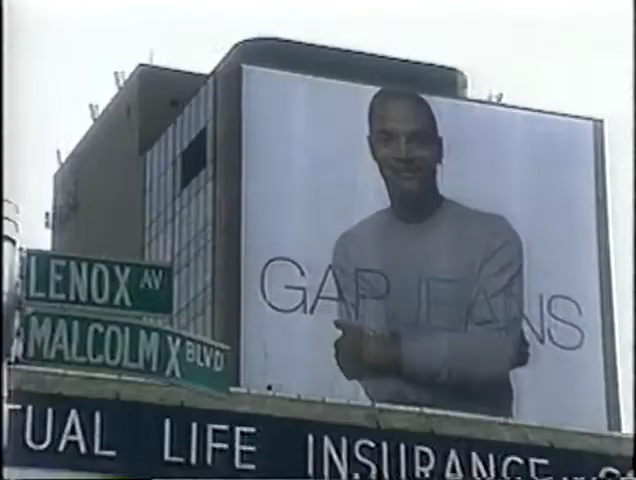 GAP JEANS
LENOX AV
MALCOLM X BLVD
TUAL LIFE INSURANCE